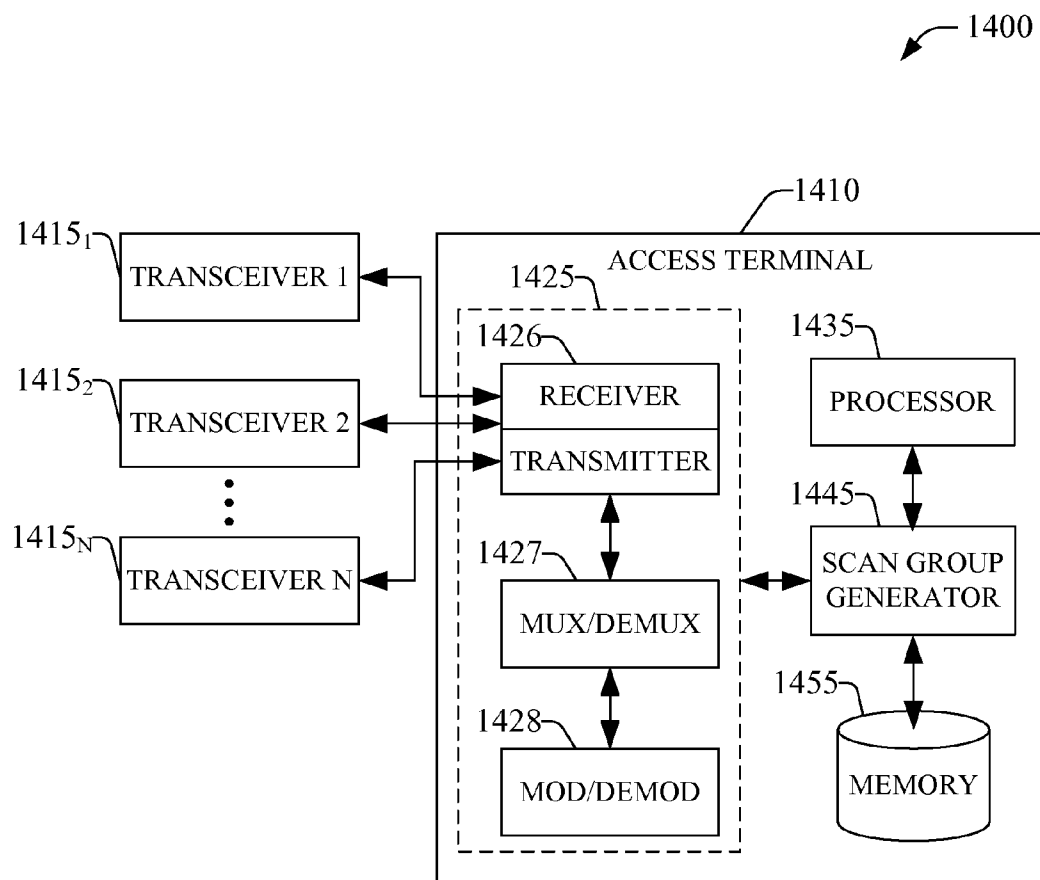 1400
1410
1415₁
TRANSCEIVER 1
ACCESS TERMINAL
1425
1426
1435
RECEIVER
PROCESSOR
1415₂
TRANSCEIVER 2
TRANSMITTER
1445
1415N
TRANSCEIVER N
1427
SCAN GROUP
GENERATOR
MUX/DEMUX
1455
1428
MOD/DEMOD
MEMORY